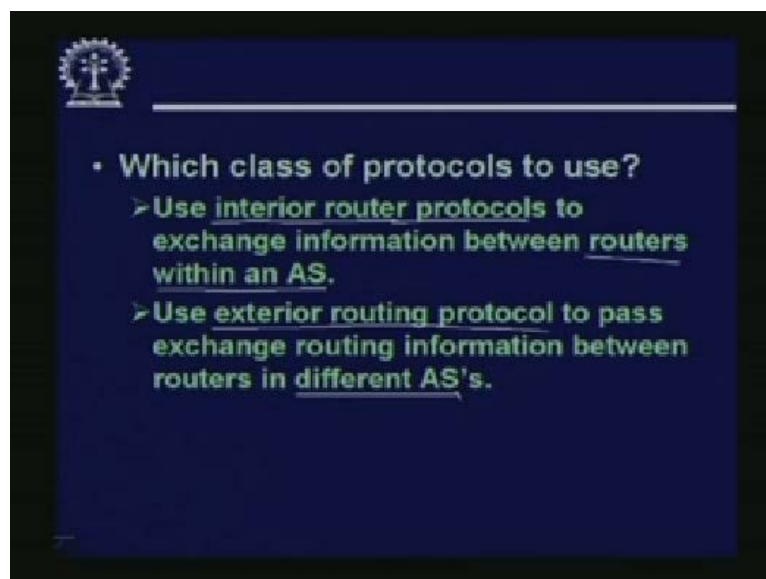 • Which class of protocols to use?
➢Use interior router protocols to
exchange information between routers
within an AS.
➢Use exterior routing protocol to pass
exchange routing information between
routers in different AS's.